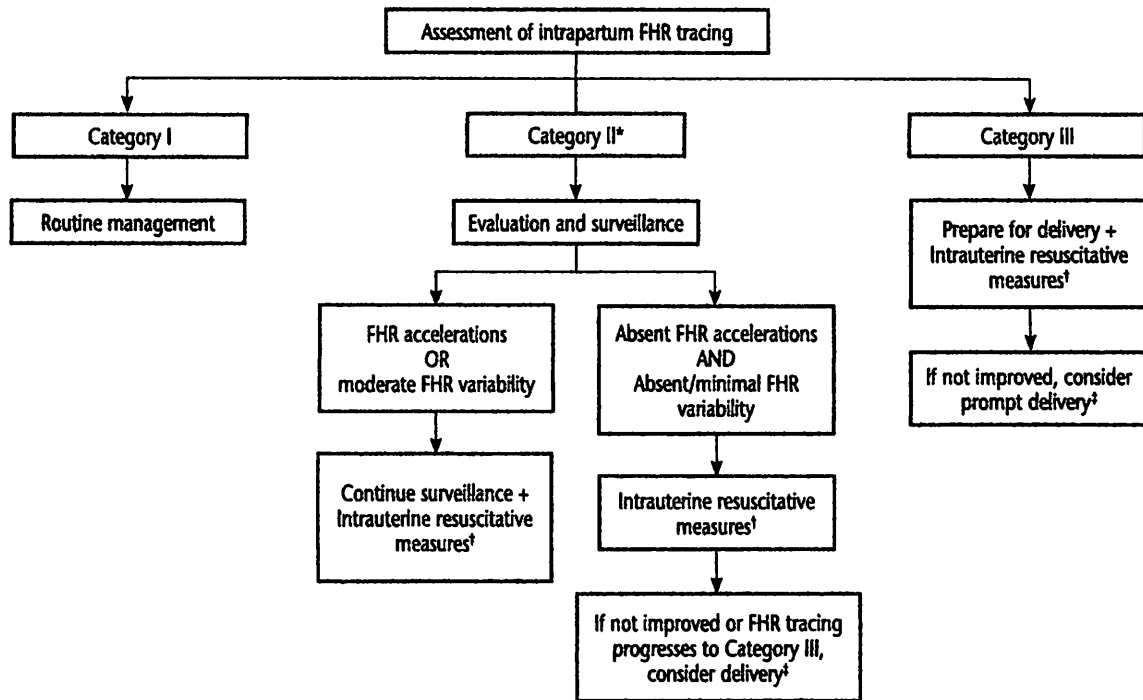 Assessment of intrapartum FHR tracing
Category I
Category II*
Category III
Routine management
Evaluation and surveillance
Prepare for delivery +
Intrauterine resuscitative
measures†
FHR accelerations
OR
moderate FHR variability
Absent FHR accelerations
AND
Absent/minimal FHR
variability
If not improved, consider
prompt delivery‡
Continue surveillance +
Intrauterine resuscitative
measures†
Intrauterine resuscitative
measures†
If not improved or FHR tracing
progresses to Category III,
consider delivery‡